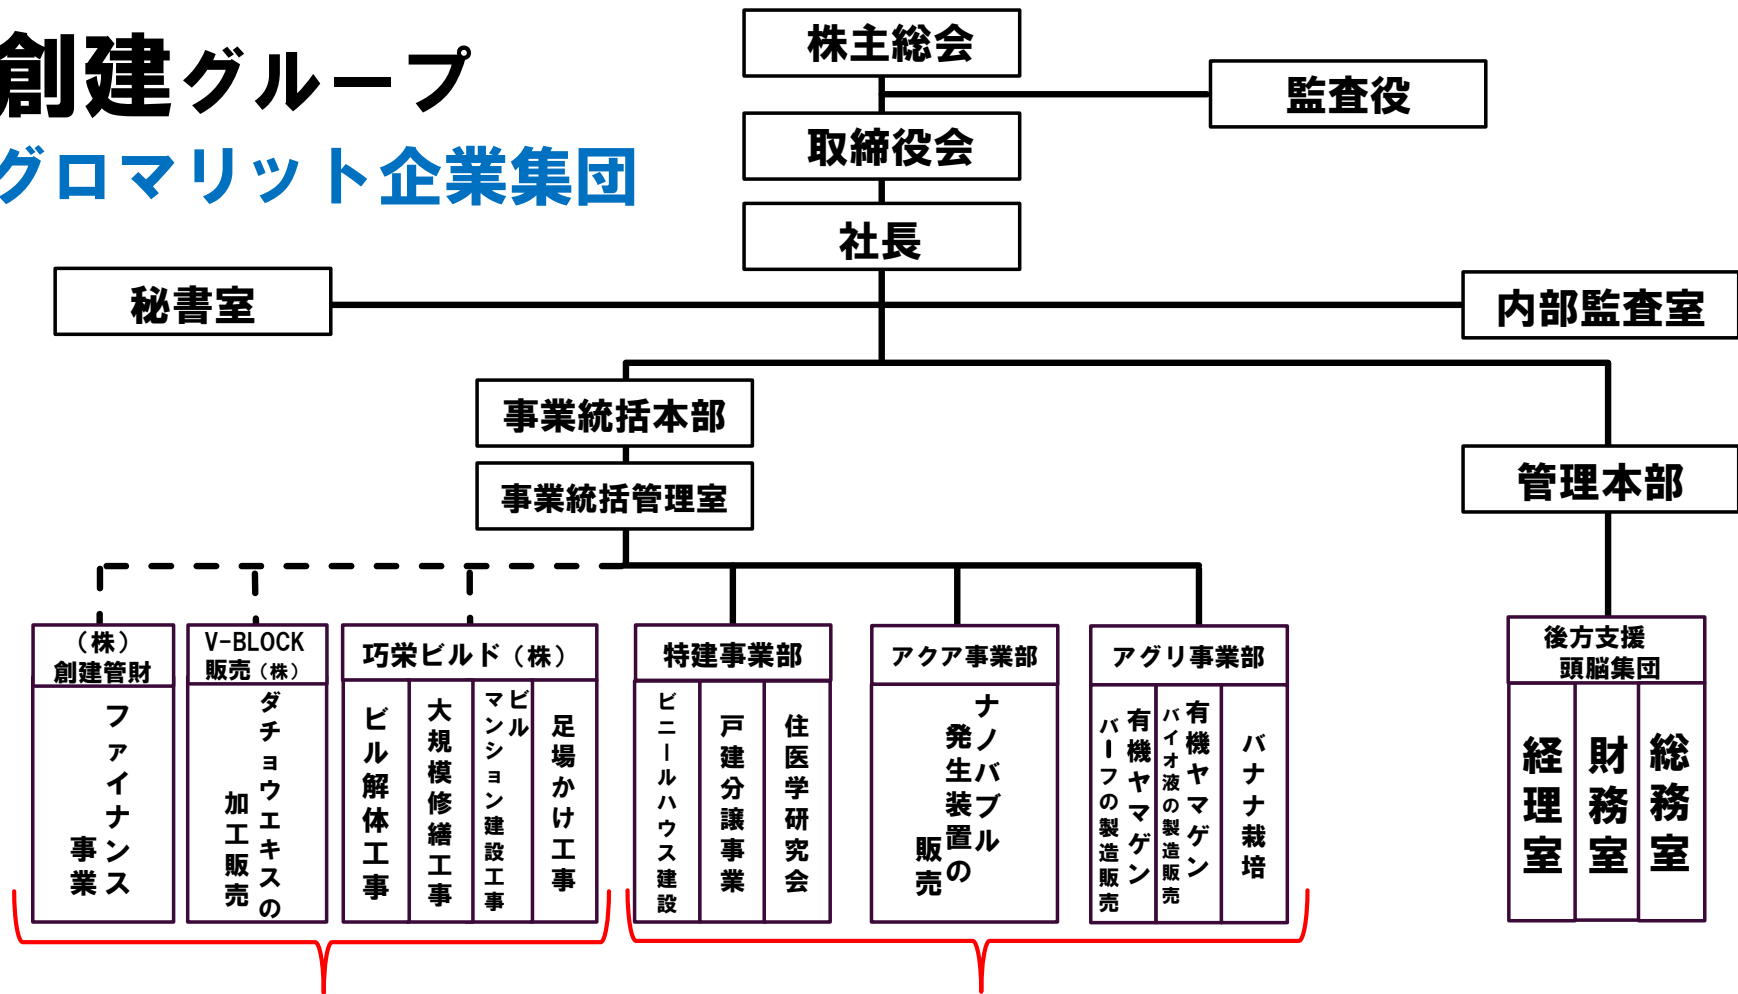 創建グループ
グロマリット企業集団
株主総会
監査役
取締役会
社長
秘書室
内部監査室
事業統括本部
事業統括管理室
管理本部
（株）
創建管財
ファイナンス
事業
V-BLOCK
販売（株）
ダチョウエキスの
加工販売
巧栄ビルド（株）
ビル解体工事
大規模修繕工事
ビル
マンション建設工事
足場かけ工事
特建事業部
ビニールハウス建設
戸建分譲事業
住医学研究会
アクア事業部
ナノバブル
発生装置の
販売
アグリ事業部
有機ヤマゲン
バーフの製造販売
有機ヤマゲン
バイオ液の製造販売
バナナ栽培
後方支援
頭脳集団
経理室
財務室
総務室